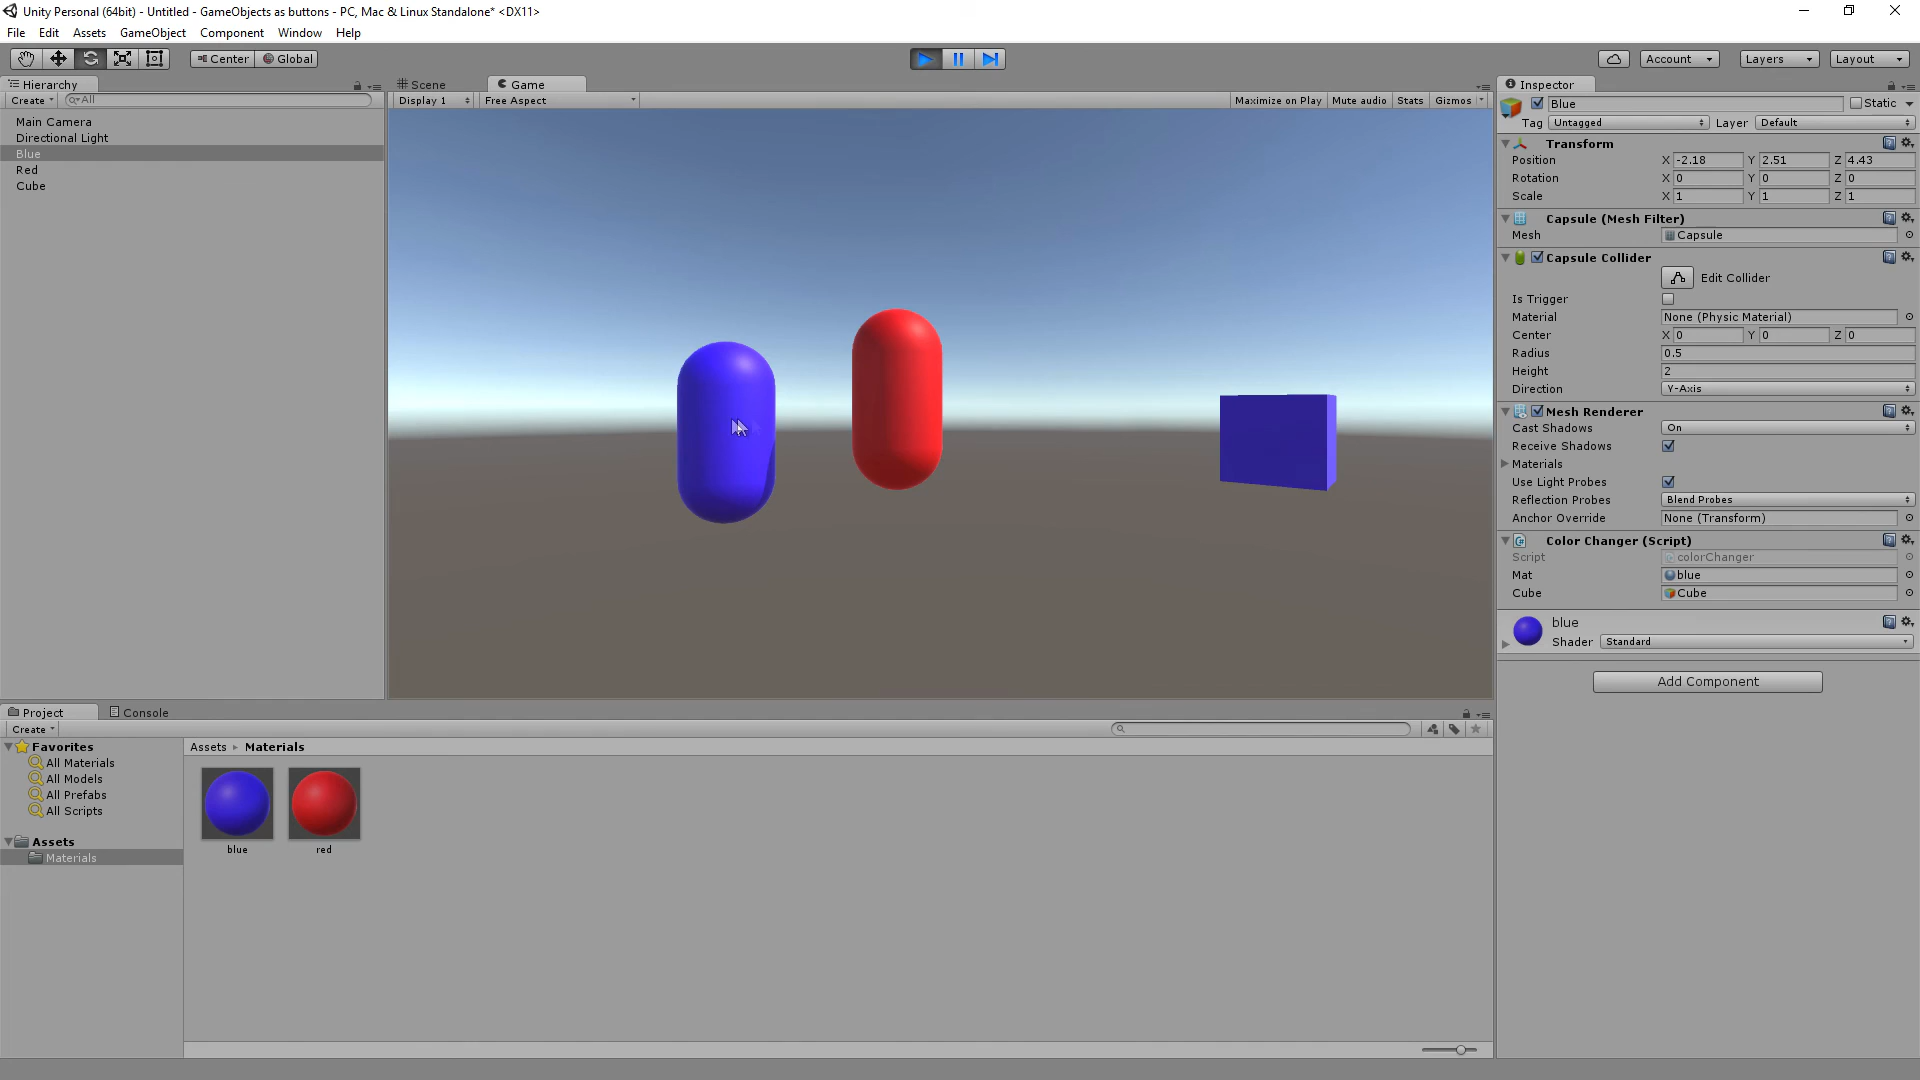 Unity Personal (64bit) - Untitled - GameObjects as buttons - PC, Mac & Linux Standalone* <DX11>
File Edit Assets GameObject Component Window Help
Center Global Account Layers Layout
Hierarchy
Create All
Main Camera
Directional Light
Blue
Red
Cube
Scene Game
Display 1 Free Aspect Maximize on Play Mute audio Stats Gizmos
Inspector
Blue Static
Tag Untagged Layer Default
Transform
Position X -2.18 Y 2.51 Z 4.43
Rotation X 0 Y 0 Z 0
Scale X 1 Y 1 Z 1
Capsule (Mesh Filter)
Mesh Capsule
Capsule Collider
Edit Collider
Is Trigger
Material None (Physic Material)
Center X 0 Y 0 Z 0
Radius 0.5
Height 2
Direction Y-Axis
Mesh Renderer
Cast Shadows On
Receive Shadows
Materials
Use Light Probes
Reflection Probes Blend Probes
Anchor Override None (Transform)
Color Changer (Script)
Script colorChanger
Mat blue
Cube Cube
blue
Shader Standard
Add Component
Project Console
Create
Favorites
All Materials
All Models
All Prefabs
All Scripts
Assets
Materials
Assets Materials
blue red